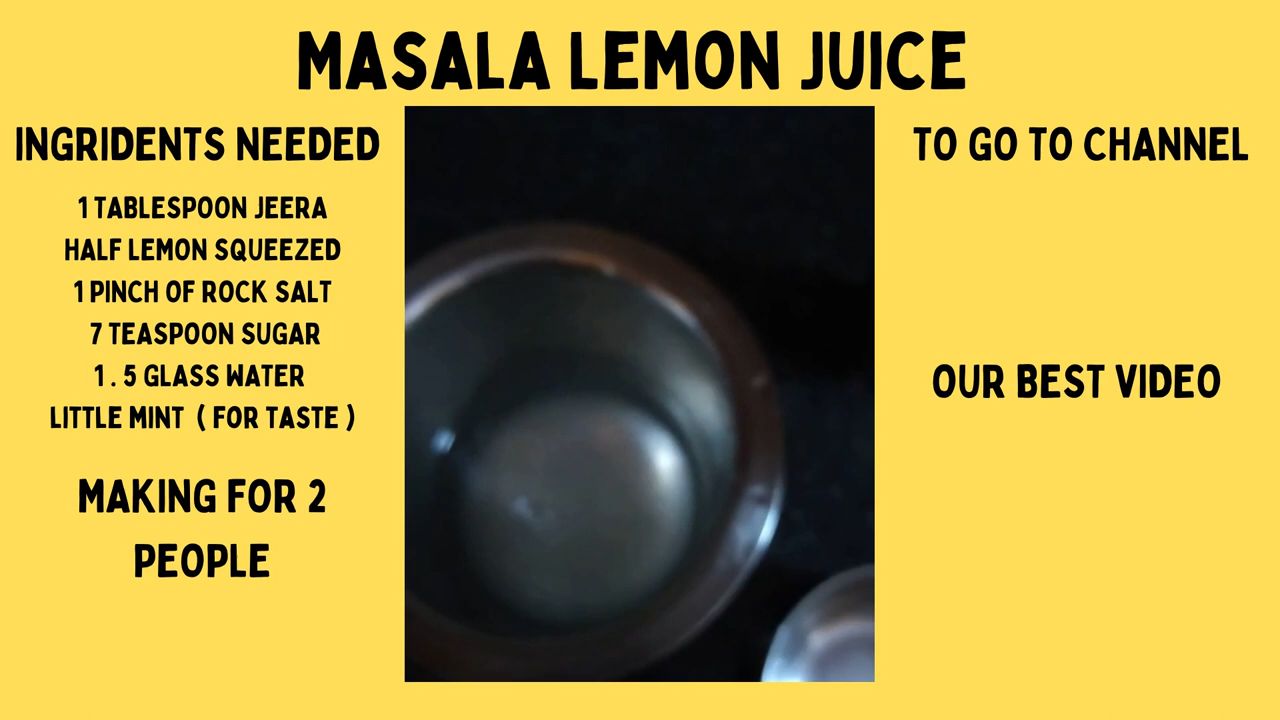 MASALA LEMON JUICE
INGRIDENTS NEEDED
1 TABLESPOON JEERA
HALF LEMON SQUEEZED
1 PINCH OF ROCK SALT
7 TEASPOON SUGAR
1 . 5 GLASS WATER
LITTLE MINT ( FOR TASTE )
MAKING FOR 2
PEOPLE
TO GO TO CHANNEL
OUR BEST VIDEO